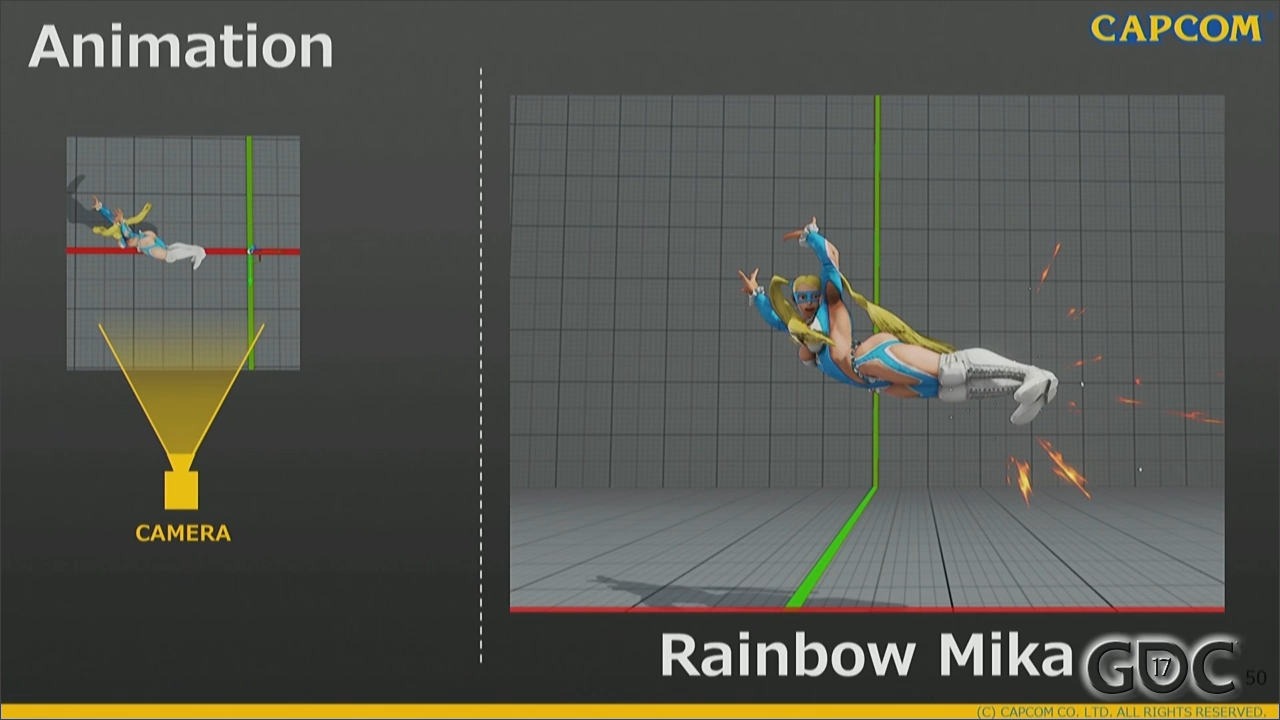 Animation
CAPCOM
CAMERA
Rainbow Mika
GDC
17
50
(C) CAPCOM CO. LTD. ALL RIGHTS RESERVED.